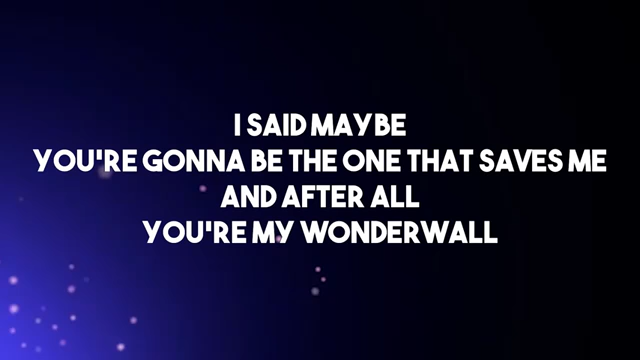 I SAID MAYBE
YOU'RE GONNA BE THE ONE THAT SAVES ME
AND AFTER ALL
YOU'RE MY WONDERWALL